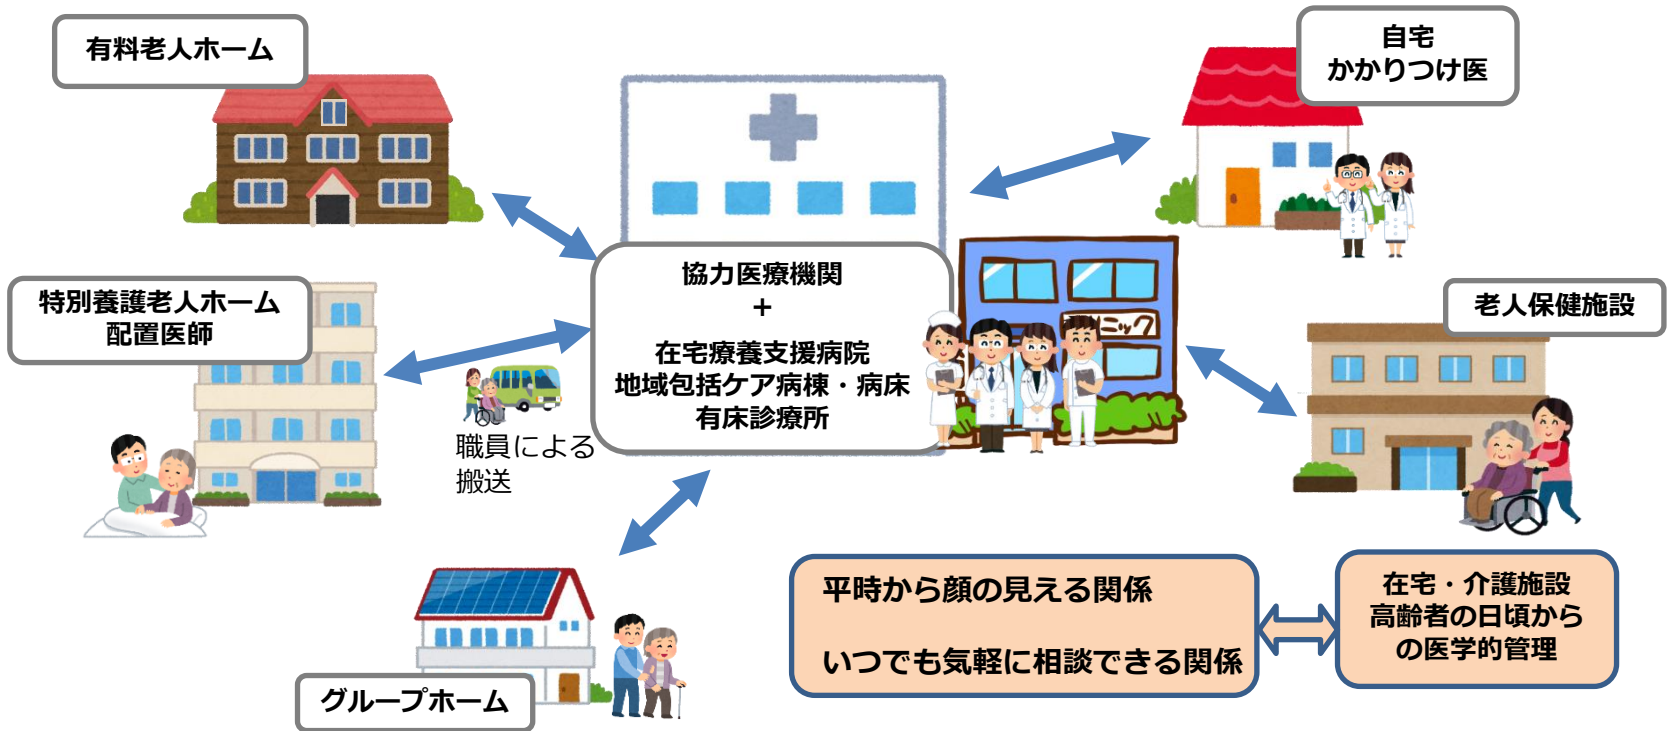 有料老人ホーム
自宅
かかりつけ医
特別養護老人ホーム
配置医師
協力医療機関
+
在宅療養支援病院
地域包括ケア病棟・病床
有床診療所
ニック
老人保健施設
職員による
搬送
グループホーム
平時から顔の見える関係
いつでも気軽に相談できる関係
在宅・介護施設
高齢者の日頃から
の医学的管理